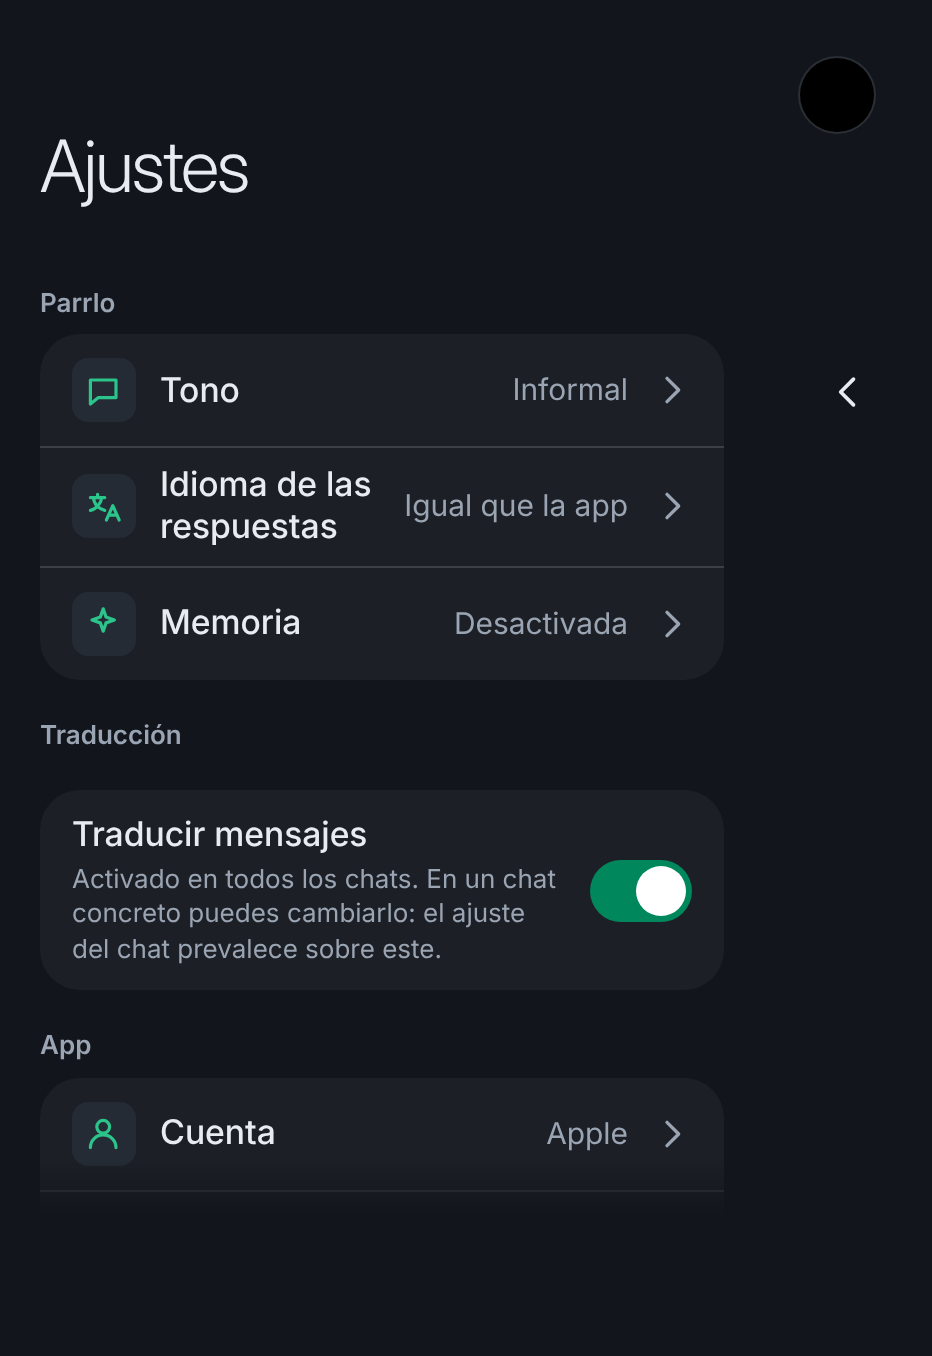 Ajustes
Parrlo
Tono
Informal
Idioma de las
respuestas
Igual que la app
Memoria
Desactivada
Traducción
Traducir mensajes
Activado en todos los chats. En un chat
concreto puedes cambiarlo: el ajuste
del chat prevalece sobre este.
App
Cuenta
Apple